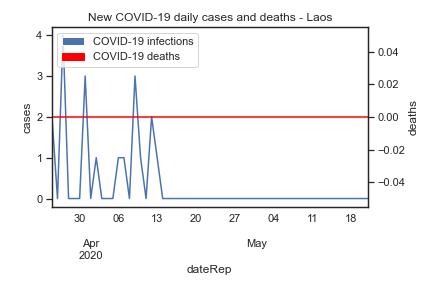 New COVID-19 daily cases and deaths - Laos
COVID-19 infections
COVID-19 deaths
4
3
2
1
0
cases
0.04
0.02
0.00
−0.02
−0.04
deaths
30 06 13 20 27 04 11 18
Apr May
2020
dateRep